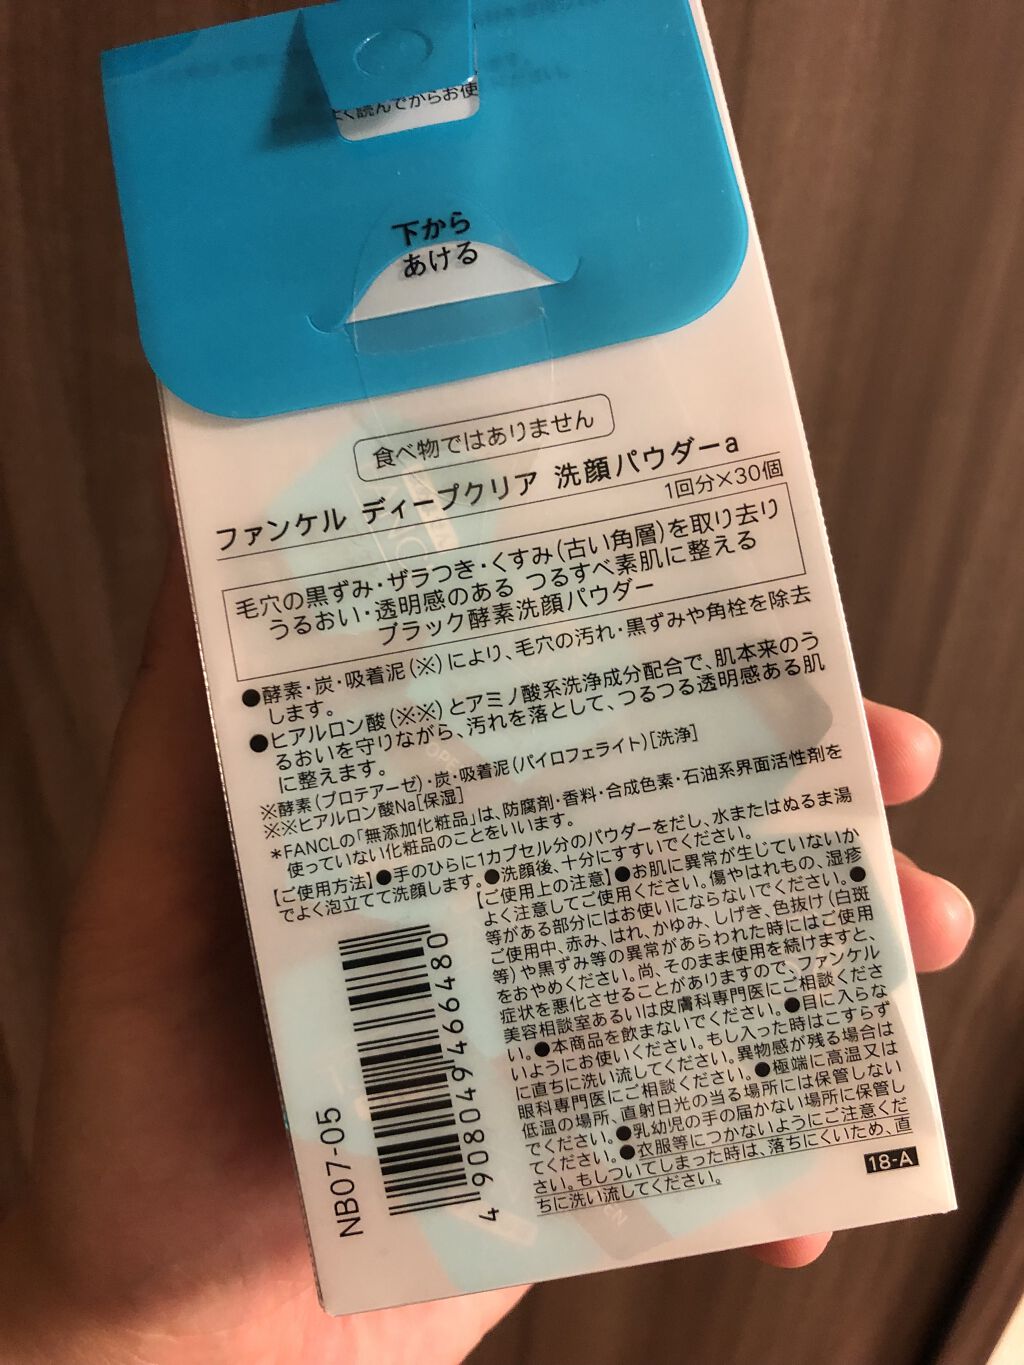 よく読んでからお使
下から
あける
食べ物ではありません
ファンケル ディープクリア 洗顔パウダーa
1回分×30個
毛穴の黒ずみ・ザラつき・くすみ(古い角層)を取り去り
うるおい・透明感のある つるすべ素肌に整える
ブラック酵素洗顔パウダー
●酵素・炭・吸着泥(※)により、毛穴の汚れ・黒ずみや角栓を除去
します。
●ヒアルロン酸(※※)とアミノ酸系洗浄成分配合で、肌本来のう
るおいを守りながら、汚れを落として、つるつる透明感ある肌
に整えます。
※酵素(プロテアーゼ)・炭・吸着泥(パイロフェライト)[洗浄]
※※ヒアルロン酸Na[保湿]
*FANCLの「無添加化粧品」は、防腐剤・香料・合成色素・石油系界面活性剤を
使っていない化粧品のことをいいます。
【ご使用方法】●手のひらに1カプセル分のパウダーをだし、水またはぬるま湯
でよく泡立てて洗顔します。●洗顔後、十分にすすいでください。
【ご使用上の注意】●お肌に異常が生じていないか
よく注意してご使用ください。傷やはれもの、湿疹
等がある部分にはお使いにならないでください。●
ご使用中、赤み、はれ、かゆみ、しげき、色抜け(白斑
等)や黒ずみ等の異常があらわれた時にはご使用
をおやめください。尚、そのまま使用を続けますと、
症状を悪化させることがありますので、ファンケル
美容相談室あるいは皮膚科専門医にご相談くださ
い。●本商品を飲まないでください。●目に入らな
いようにお使いください。もし入った時はこすらず
に直ちに洗い流してください。異物感が残る場合は
眼科専門医にご相談ください。●極端に高温又は
低温の場所、直射日光の当る場所には保管しない
でください。●乳幼児の手の届かない場所に保管し
てください。●衣服等につかないようにご注意くだ
さい。もしついてしまった時は、落ちにくいため、直
ちに洗い流してください。
4 908049 466480
NB07-05
18-A